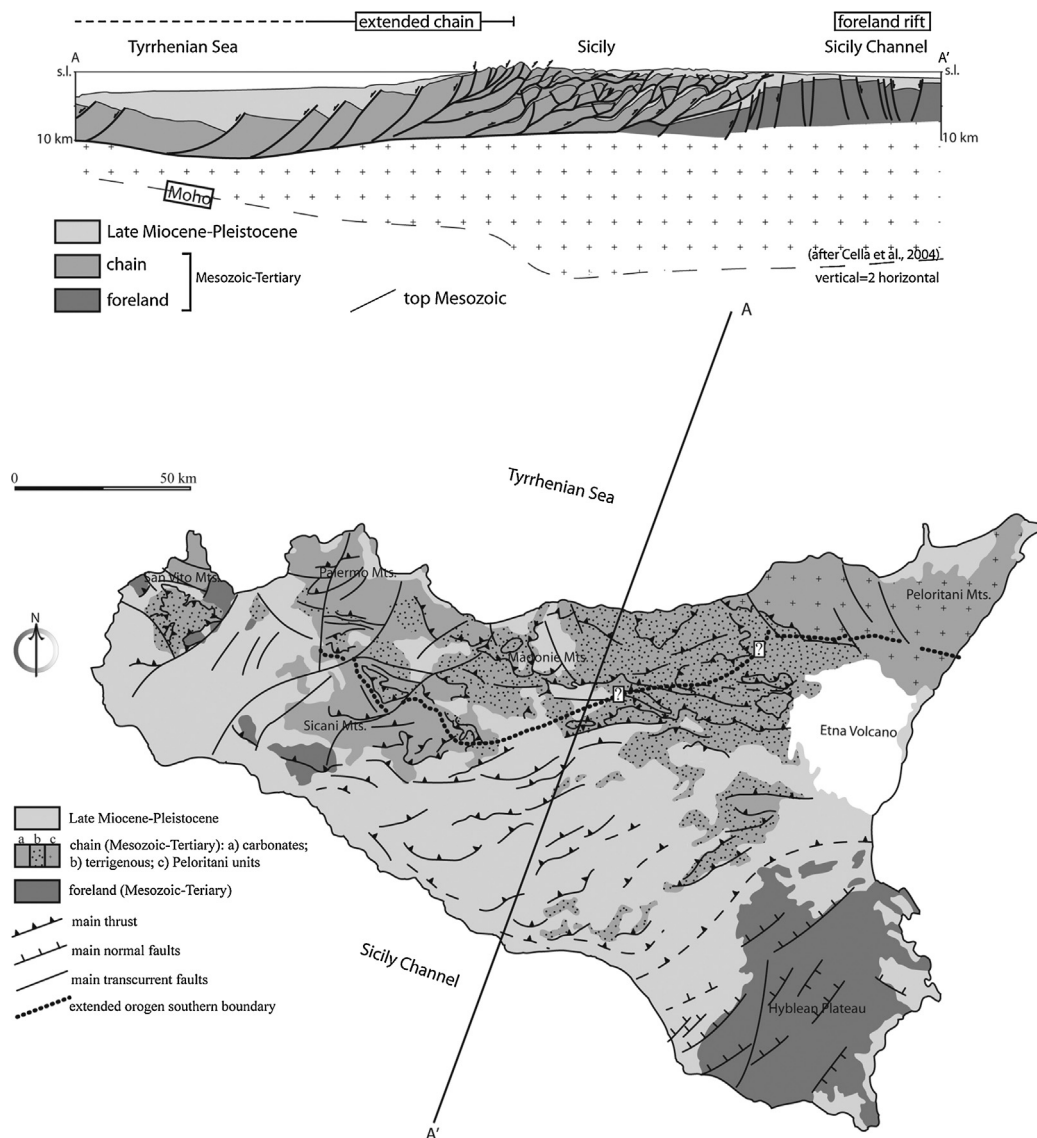 extended chain
foreland rift
Tyrrhenian Sea
Sicily
Sicily Channel
A
A'
s.l.
s.l.
10 km
10 km
Moho
Late Miocene-Pleistocene
chain
foreland
Mesozoic-Tertiary
(after Cella et al., 2004)
vertical=2 horizontal
top Mesozoic
A
0
50 km
Tyrrhenian Sea
San Vito Mts.
Palermo Mts.
Peloritani Mts.
N
Madonie Mts.
?
?
Sicani Mts.
Etna Volcano
Late Miocene-Pleistocene
a b c
chain (Mesozoic-Tertiary): a) carbonates;
b) terrigenous; c) Peloritani units
foreland (Mesozoic-Teriary)
main thrust
main normal faults
main transcurrent faults
extended orogen southern boundary
Sicily Channel
Hyblean Plateau
A'